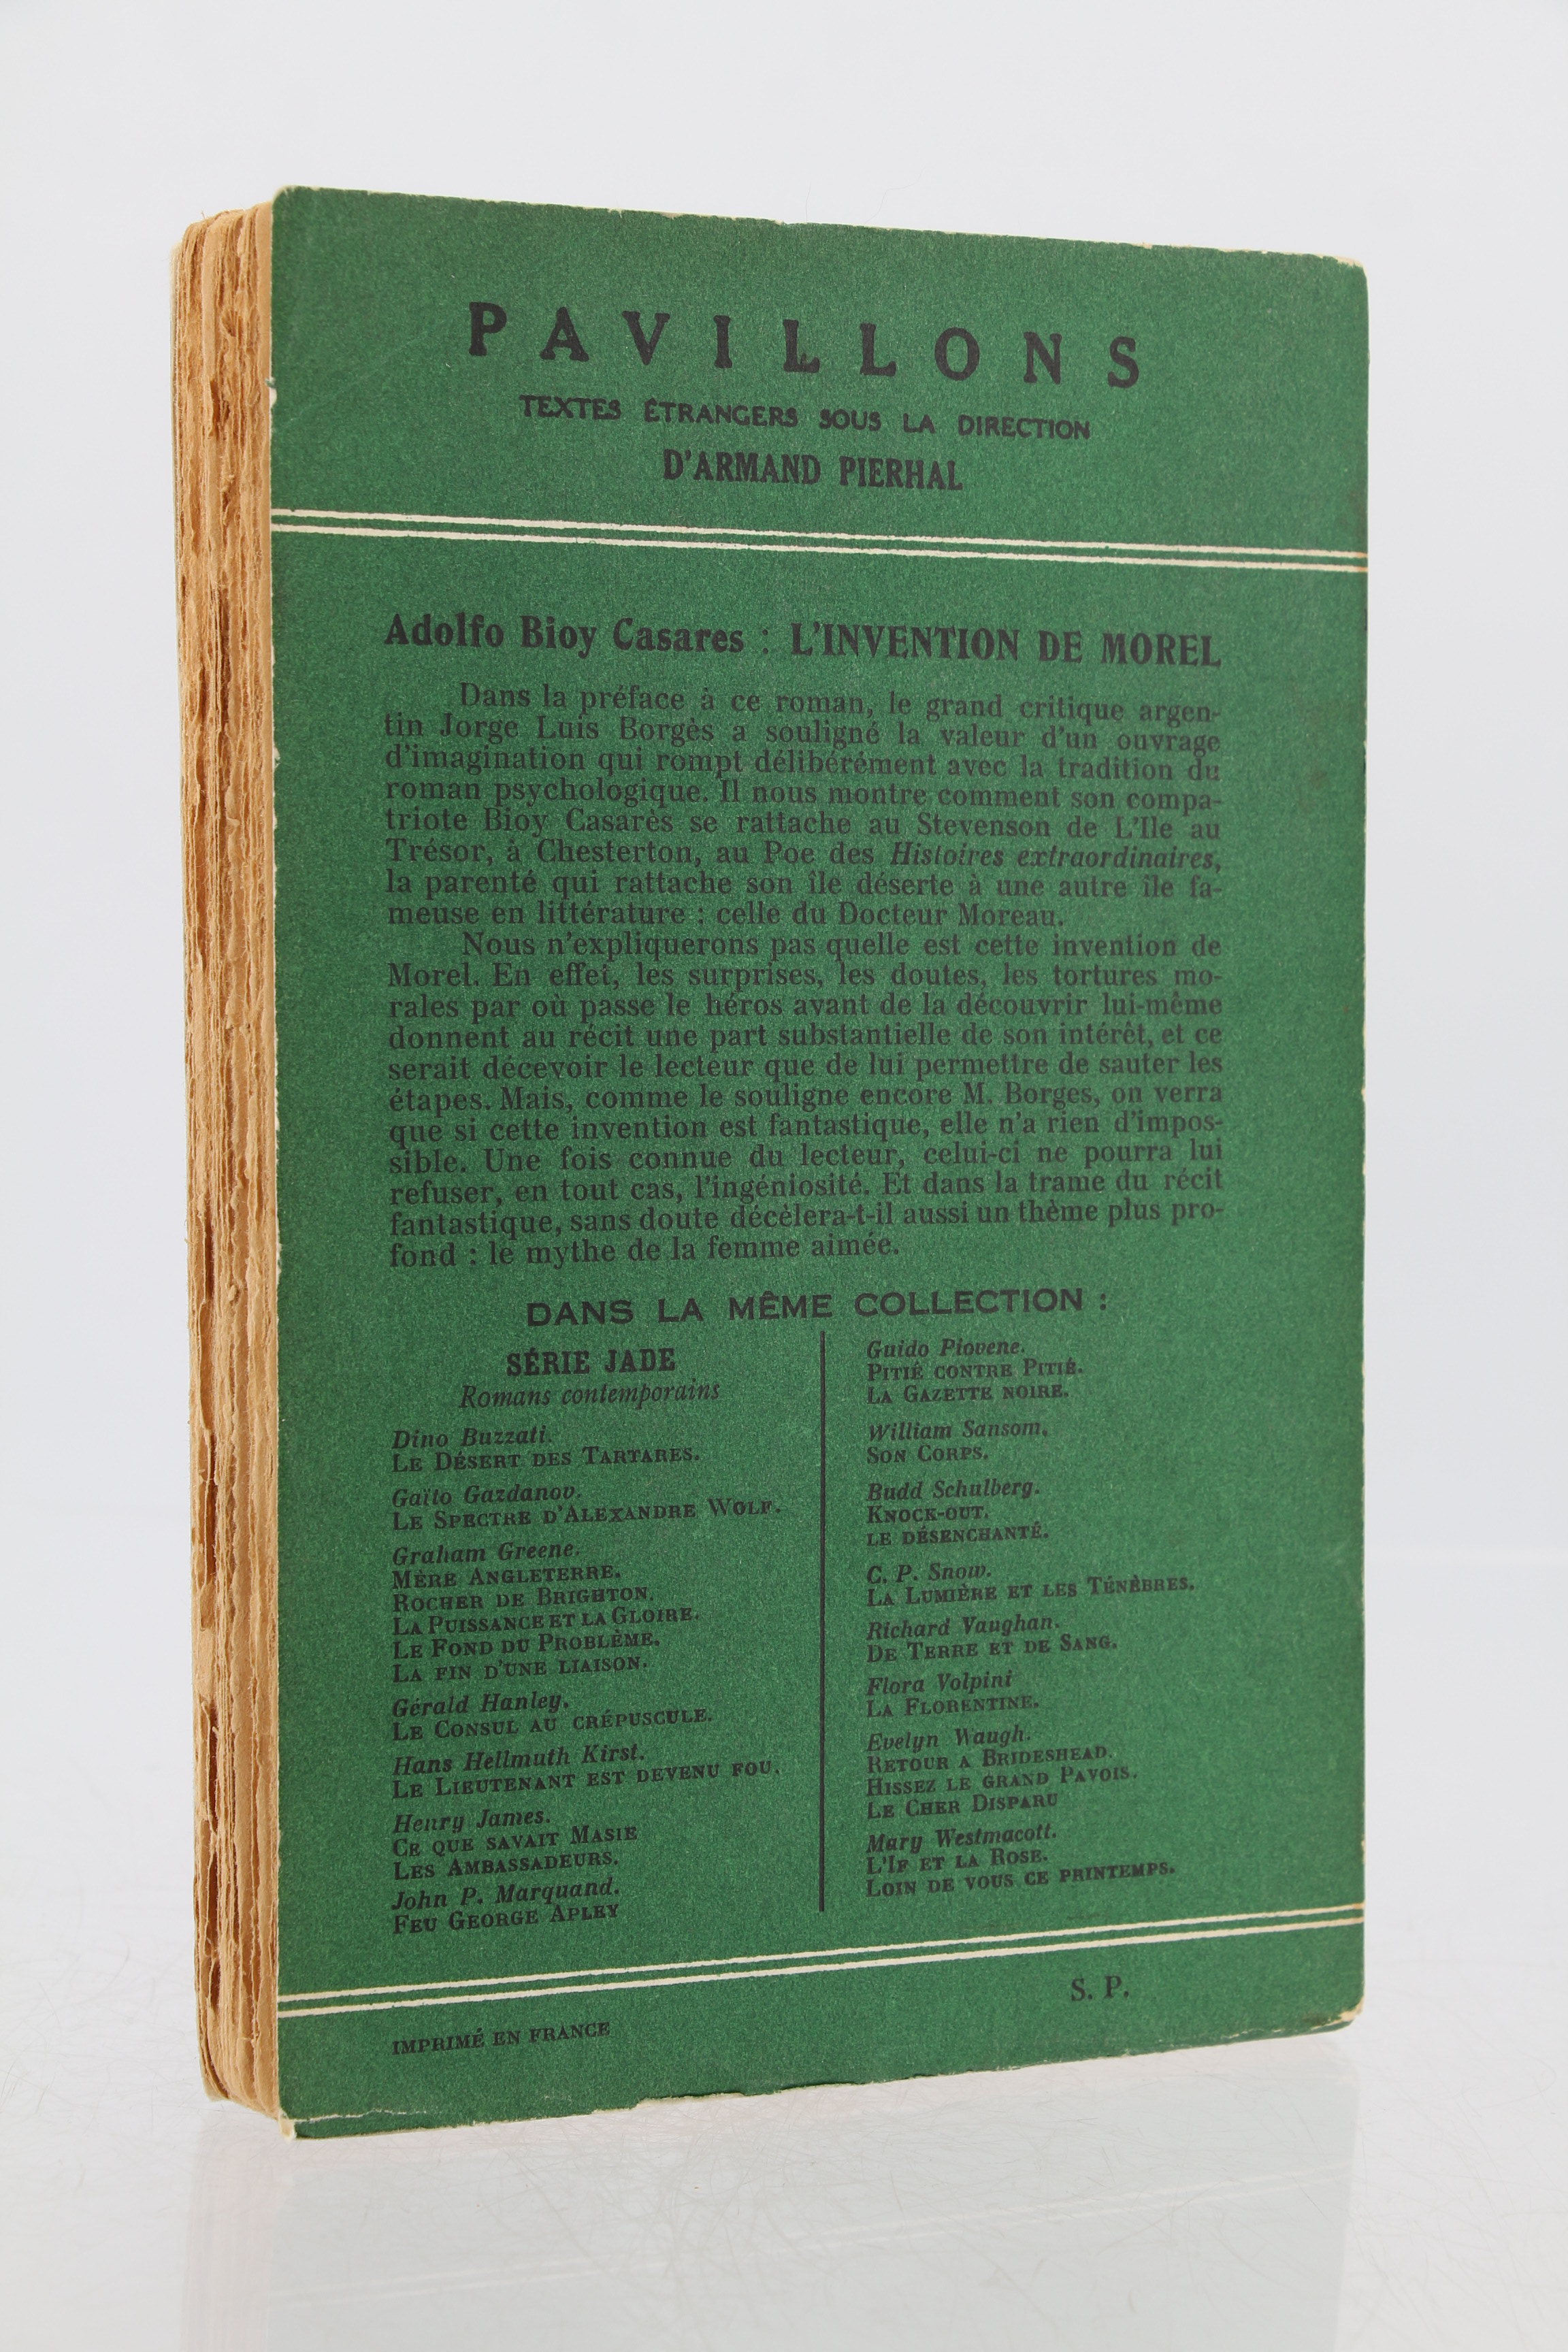 PAVILLONS
TEXTES ÉTRANGERS SOUS LA DIRECTION
D'ARMAND PIERHAL
Adolfo Bioy Casares : L'INVENTION DE MOREL
Dans la préface à ce roman, le grand critique argen-
tin Jorge Luis Borgès a souligné la valeur d'un ouvrage
d'imagination qui rompt délibérément avec la tradition du
roman psychologique. Il nous montre comment son compa-
triote Bioy Casarès se rattache au Stevenson de L'Ile au
Trésor, à Chesterton, au Poe des Histoires extraordinaires,
la parenté qui rattache son île déserte à une autre île fa-
meuse en littérature : celle du Docteur Moreau.
Nous n'expliquerons pas quelle est cette invention de
Morel. En effet, les surprises, les doutes, les tortures mo-
rales par où passe le héros avant de la découvrir lui-même
donnent au récit une part substantielle de son intérêt, et ce
serait décevoir le lecteur que de lui permettre de sauter les
étapes. Mais, comme le souligne encore M. Borges, on verra
que si cette invention est fantastique, elle n'a rien d'impos-
sible. Une fois connue du lecteur, celui-ci ne pourra lui
refuser, en tout cas, l'ingéniosité. Et dans la trame du récit
fantastique, sans doute décèlera-t-il aussi un thème plus pro-
fond : le mythe de la femme aimée.
DANS LA MÊME COLLECTION :
SÉRIE JADE
Romans contemporains
Dino Buzzati.
LE DÉSERT DES TARTARES.
Gaïto Gazdanov.
LE SPECTRE D'ALEXANDRE WOLF.
Graham Greene.
MÈRE ANGLETERRE.
ROCHER DE BRIGHTON.
LA PUISSANCE ET LA GLOIRE.
LE FOND DU PROBLÈME.
LA FIN D'UNE LIAISON.
Gérald Hanley.
LE CONSUL AU CRÉPUSCULE.
Hans Hellmuth Kirst.
LE LIEUTENANT EST DEVENU FOU.
Henry James.
CE QUE SAVAIT MASIE
LES AMBASSADEURS.
John P. Marquand.
FEU GEORGE APLEY
Guido Piovene.
PITIÉ CONTRE PITIÉ.
LA GAZETTE NOIRE.
William Sansom.
SON CORPS.
Budd Schulberg.
KNOCK-OUT.
LE DÉSENCHANTÉ.
C. P. Snow.
LA LUMIÈRE ET LES TÉNÈBRES.
Richard Vaughan.
DE TERRE ET DE SANG.
Flora Volpini
LA FLORENTINE.
Evelyn Waugh.
RETOUR A BRIDESHEAD.
HISSEZ LE GRAND PAVOIS.
LE CHER DISPARU
Mary Westmacott.
L'IF ET LA ROSE.
LOIN DE VOUS CE PRINTEMPS.
S. P.
IMPRIMÉ EN FRANCE